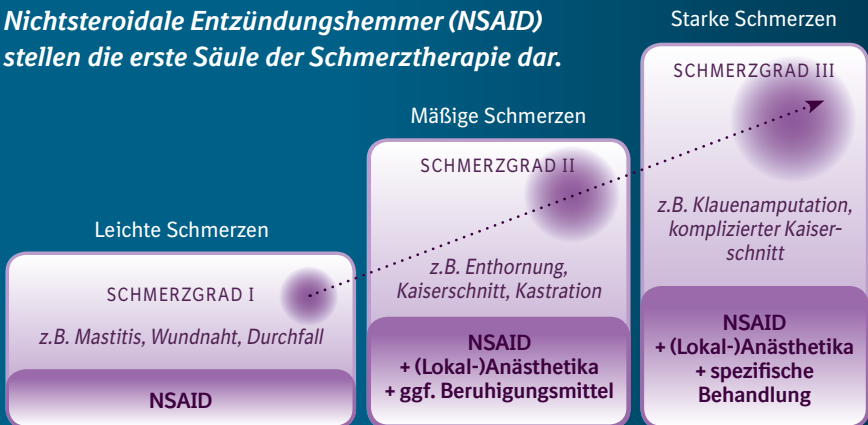 Nichtsteroidale Entzündungshemmer (NSAID)
stellen die erste Säule der Schmerztherapie dar.
Leichte Schmerzen
SCHMERZGRAD I
z.B. Mastitis, Wundnaht, Durchfall
NSAID
Mäßige Schmerzen
SCHMERZGRAD II
z.B. Enthornung,
Kaiserschnitt, Kastration
NSAID
+ (Lokal-)Anästhetika
+ ggf. Beruhigungsmittel
Starke Schmerzen
SCHMERZGRAD III
z.B. Klauenamputation,
komplizierter Kaiser-
schnitt
NSAID
+ (Lokal-)Anästhetika
+ spezifische
Behandlung